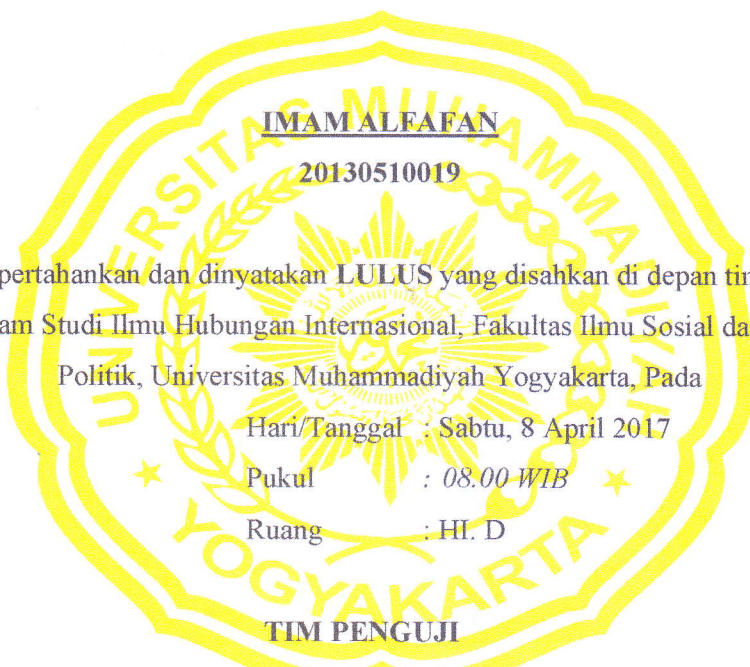 IMAM ALFAFAN
20130510019
pertahankan dan dinyatakan LULUS yang disahkan di depan tim
am Studi Ilmu Hubungan Internasional, Fakultas Ilmu Sosial da
Politik, Universitas Muhammadiyah Yogyakarta, Pada
Hari/Tanggal : Sabtu, 8 April 2017
Pukul : 08.00 WIB
Ruang : HI. D
TIM PENGUJI
UNIVERSITAS MUHAMMADIYAH
YOGYAKARTA